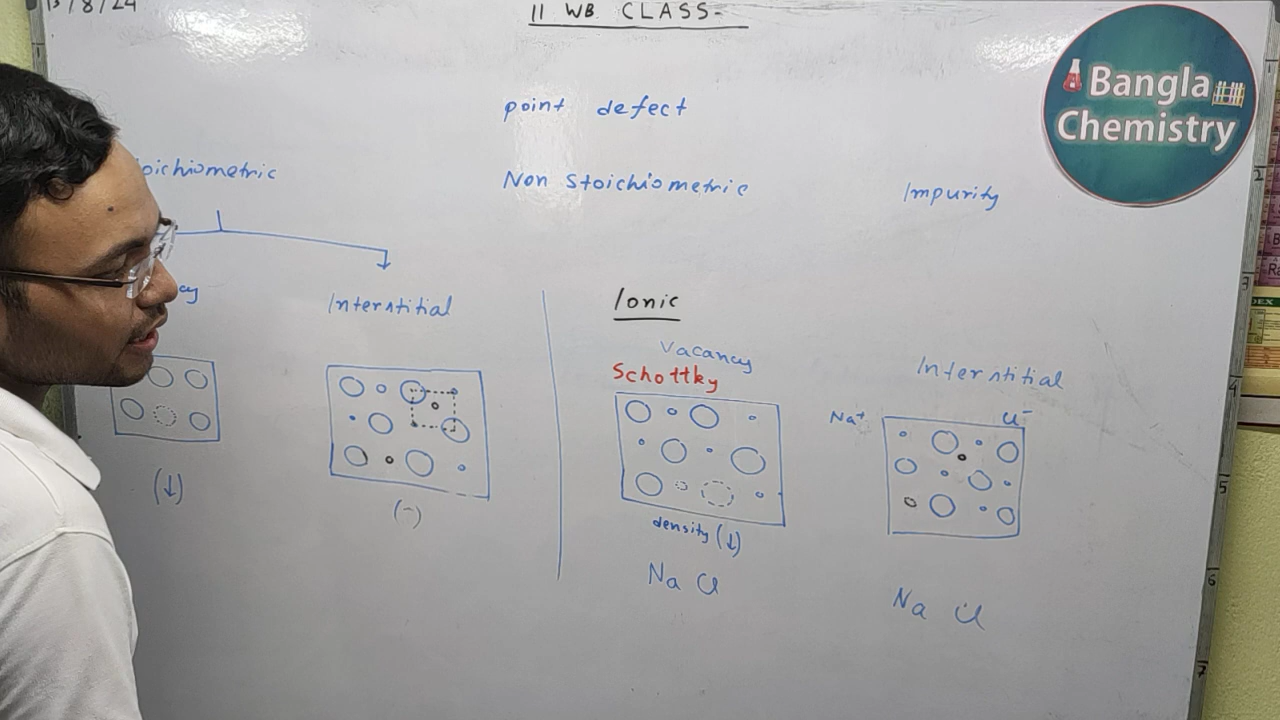 13/8/24
11 WB CLASS-
Bangla
Chemistry
point defect
oichiometric
Non Stoichiometric
Impurity
cy
Interstitial
Ionic
Vacancy
Schottky
Interstitial
Na+
Cl-
(↓)
(-)
density (↓)
Na Cl
Na Cl